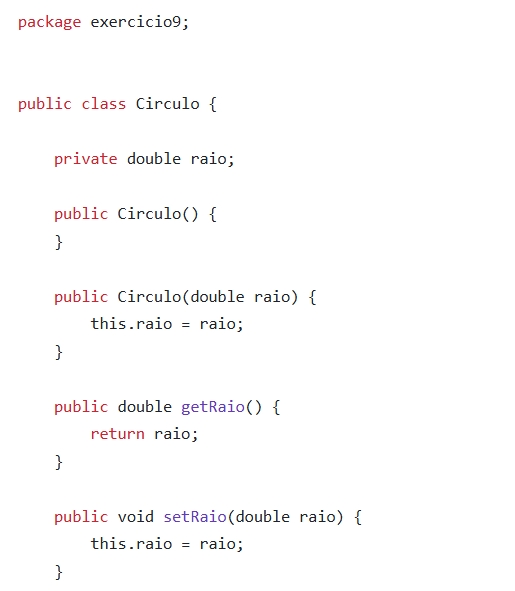 package exercicio9;
public class Circulo {
    private double raio;
    public Circulo() {
    }
    public Circulo(double raio) {
        this.raio = raio;
    }
    public double getRaio() {
        return raio;
    }
    public void setRaio(double raio) {
        this.raio = raio;
    }